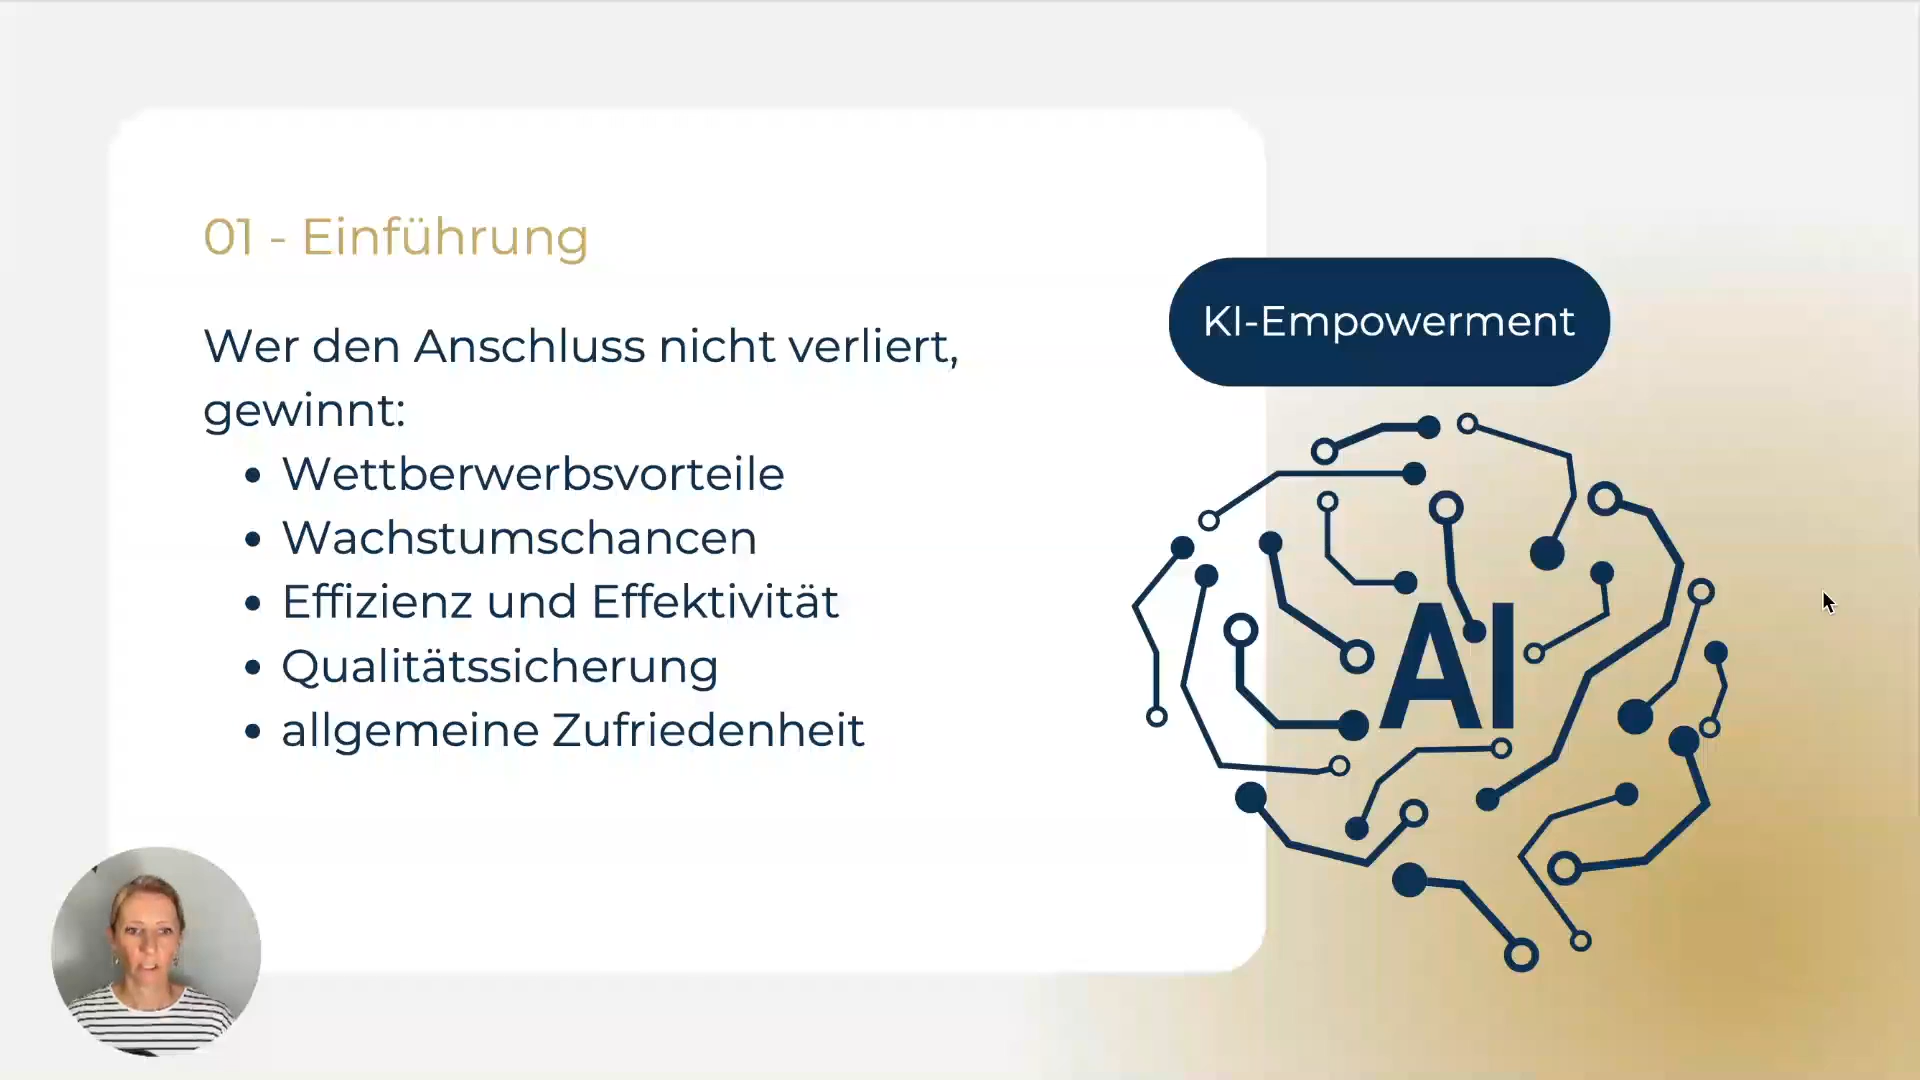 01 - Einführung
Wer den Anschluss nicht verliert,
gewinnt:
• Wettberwerbsvorteile
• Wachstumschancen
• Effizienz und Effektivität
• Qualitätssicherung
• allgemeine Zufriedenheit
KI-Empowerment
AI